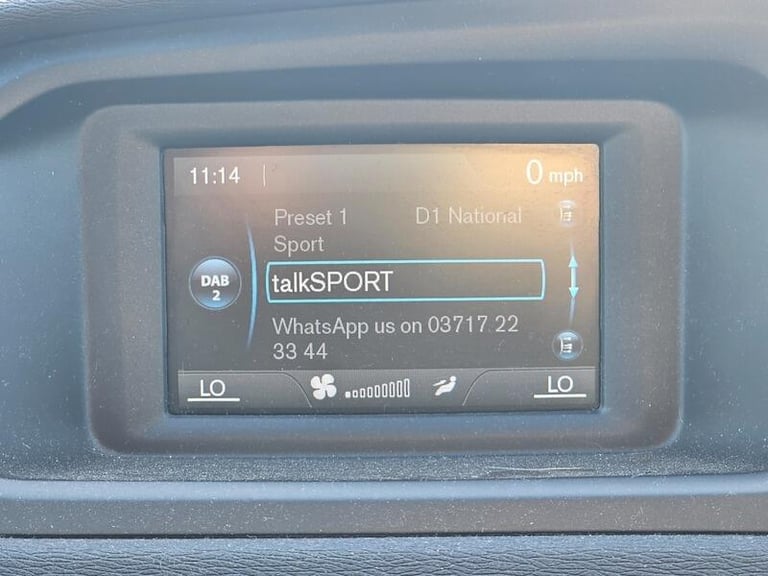 11:14 0 mph
Preset 1 D1 National
Sport
DAB
2
talkSPORT
WhatsApp us on 03717 22
33 44
LO LO